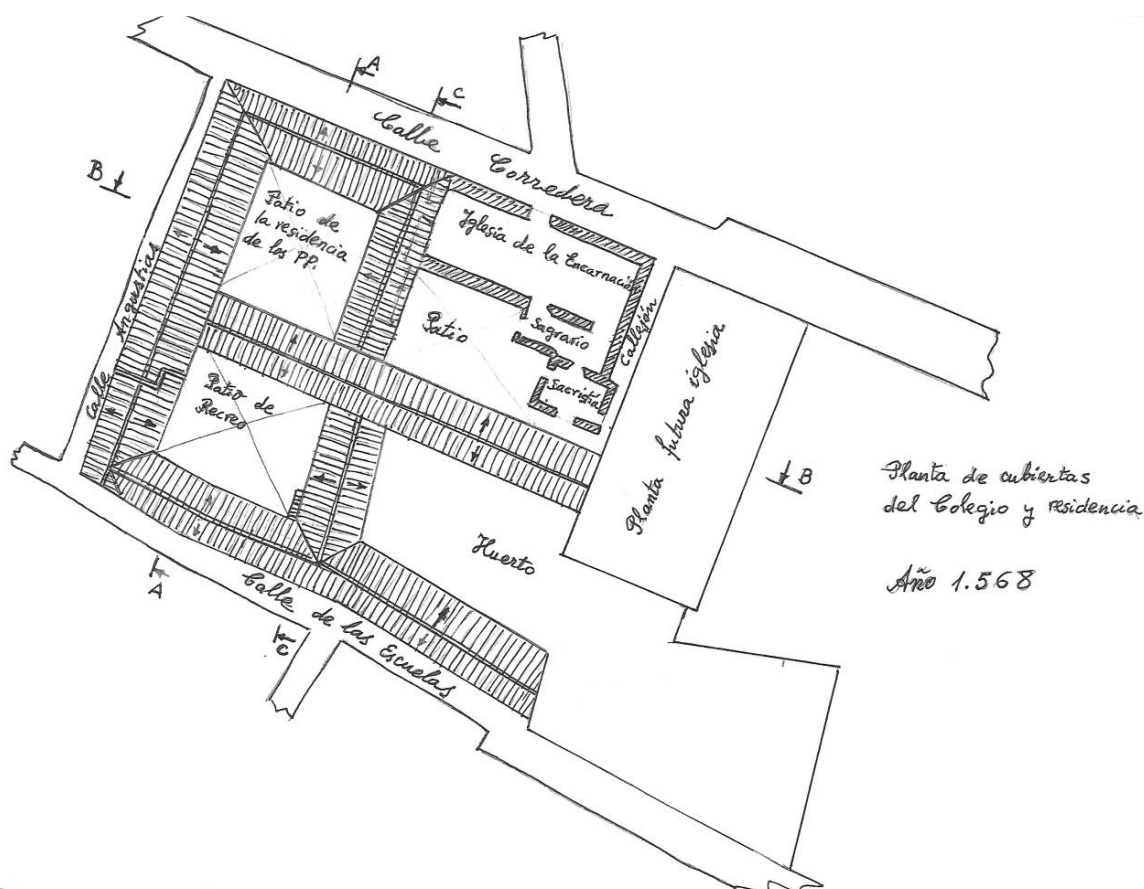 A
C
Calle Corredera
B
Patio de
la residencia
de los PP.
Iglesia de la Encarnación
Calle Angustias
Patio
Sagrario
Callejón
Sacristía
Planta futura iglesia
Patio de
Recreo
B
Planta de cubiertas
del Colegio y residencia
Huerto
Año 1.568
A
Calle de las Escuelas
C